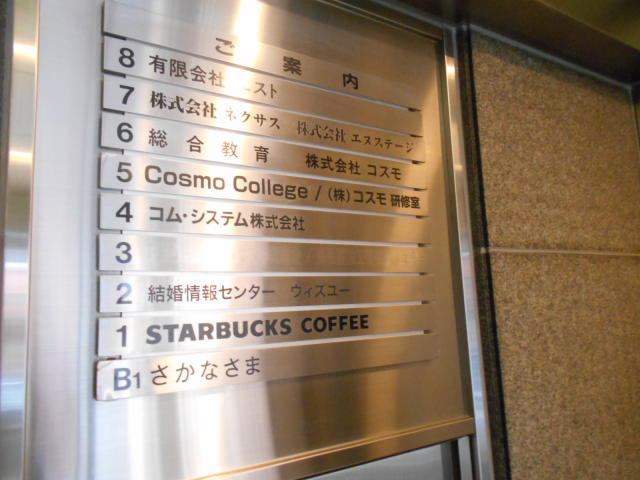 ご案内
8 有限会社 ニスト
7 株式会社 ネクサス 株式会社 エヌステージ
6 総合教育 株式会社 コスモ
5 Cosmo College / (株)コスモ 研修室
4 コム・システム株式会社
3
2 結婚情報センター ウィズユー
1 STARBUCKS COFFEE
B1 さかなさま